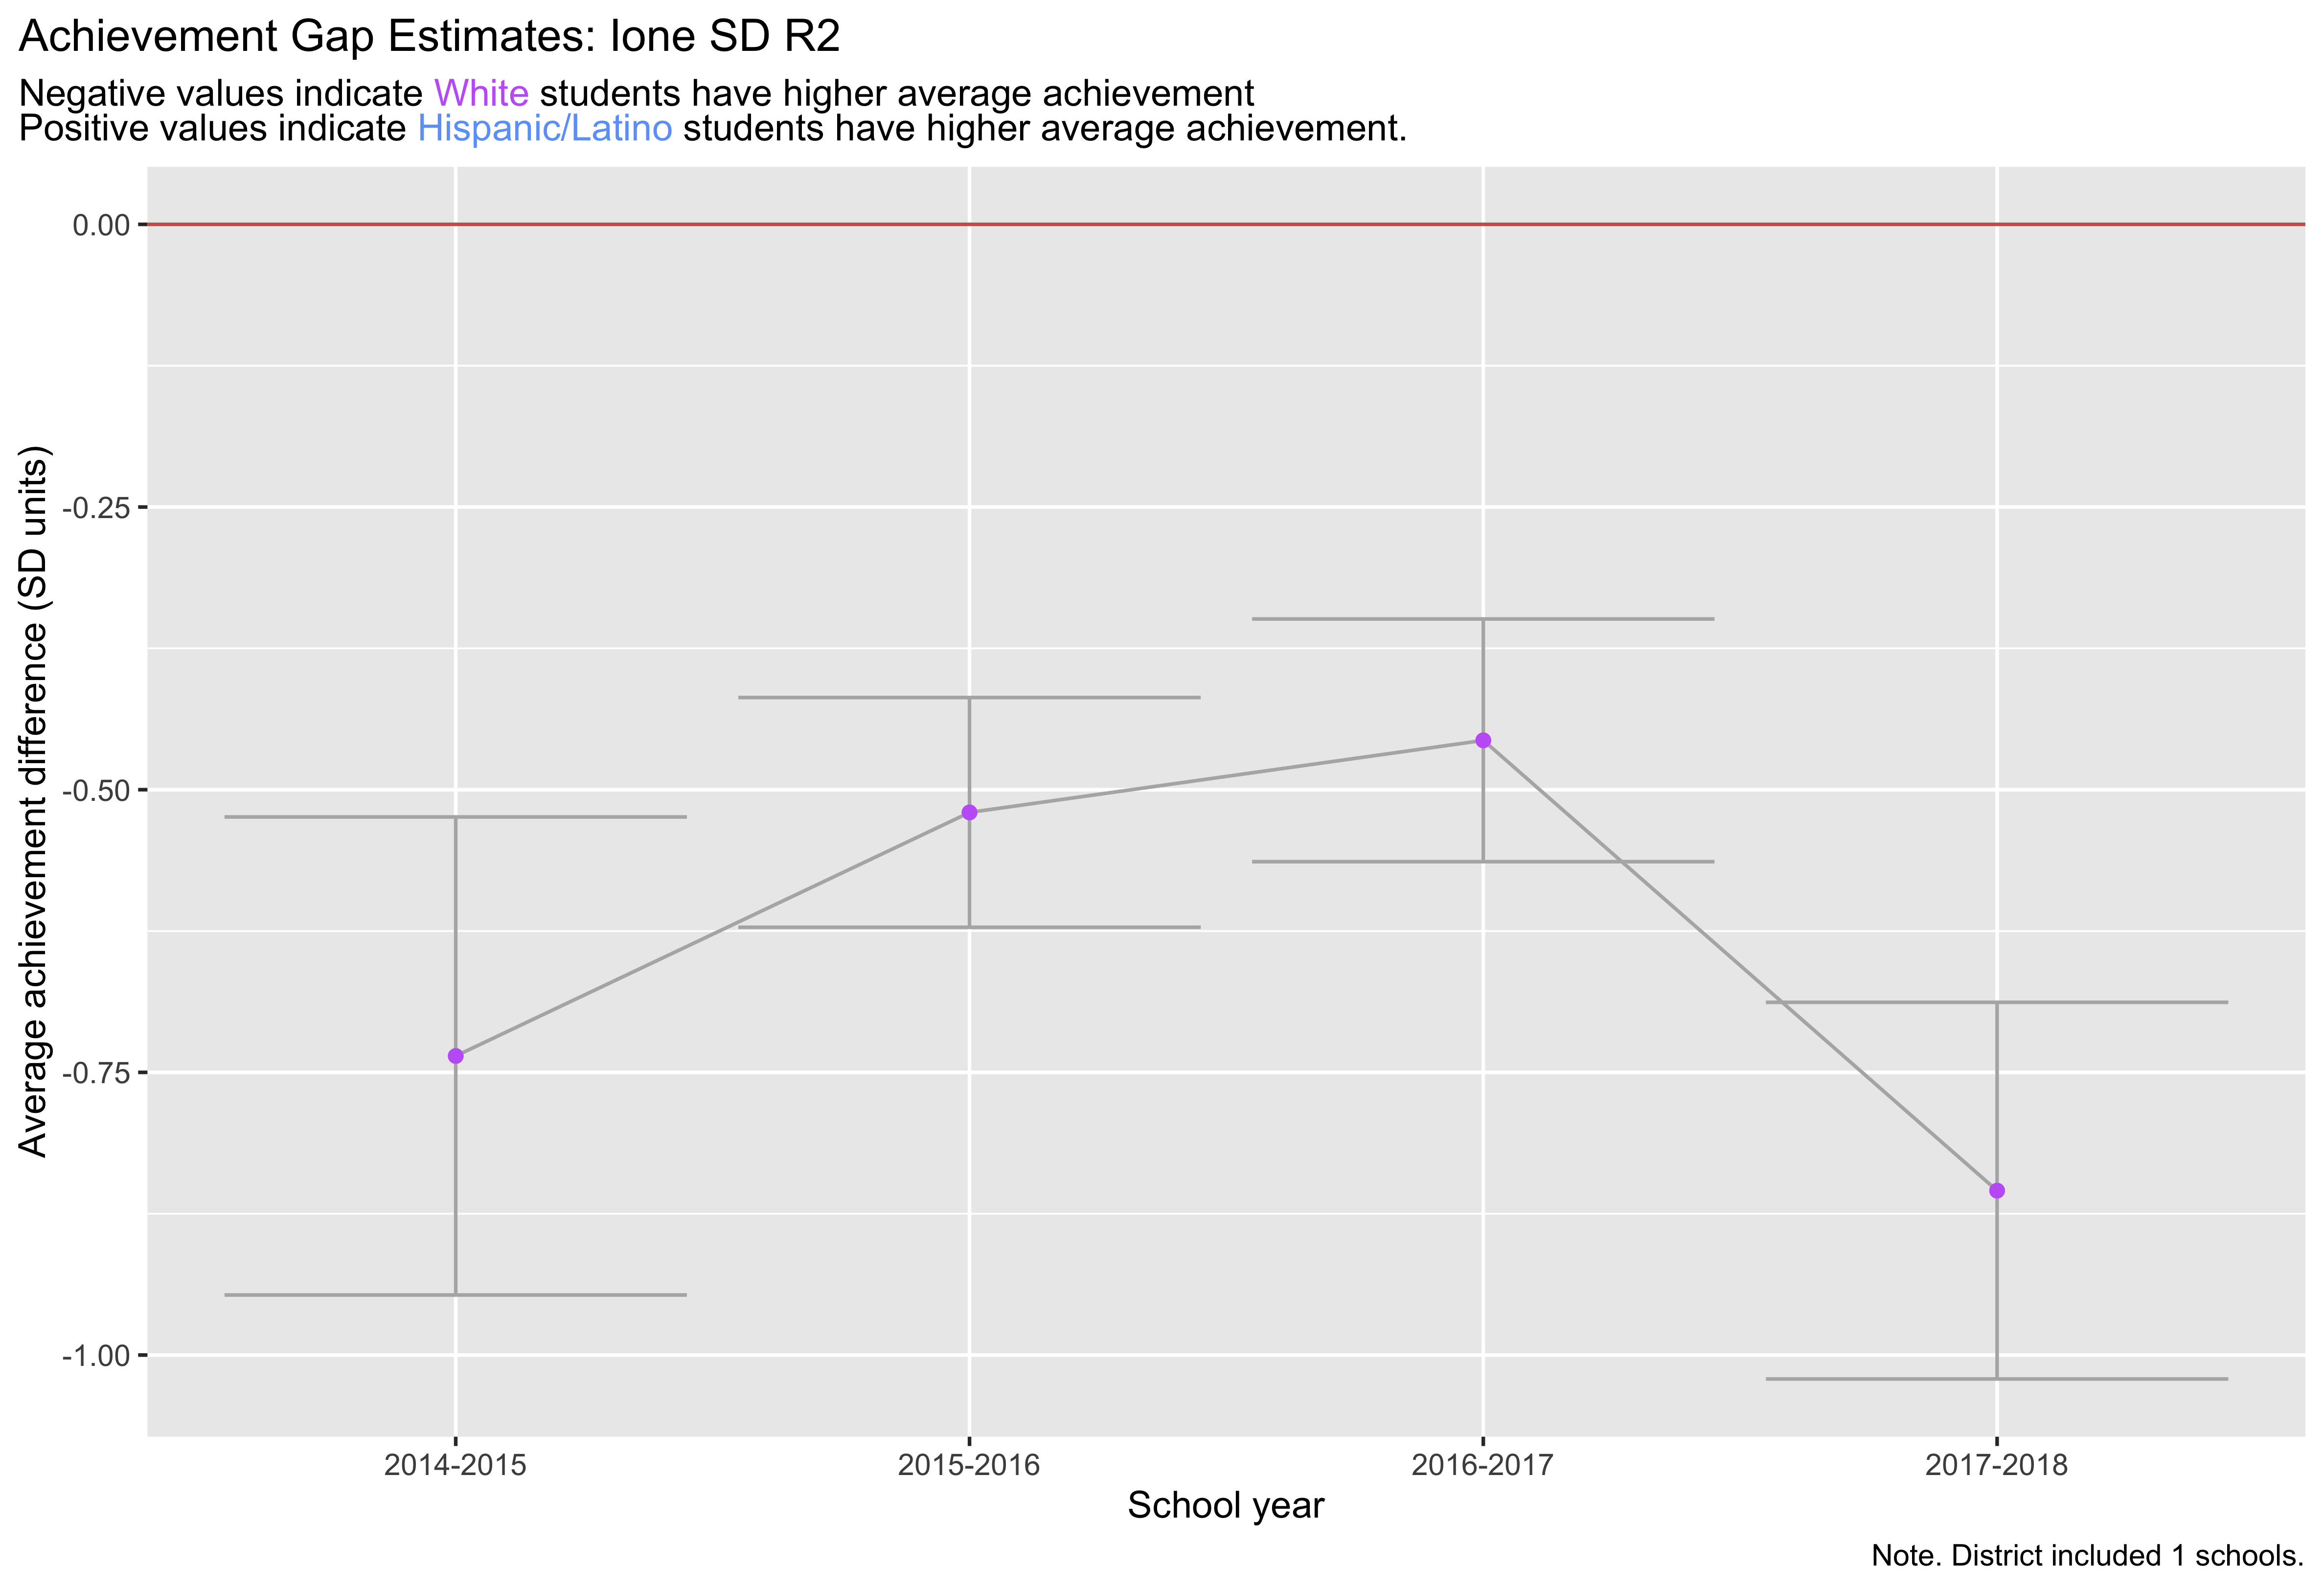 Achievement Gap Estimates: Ione SD R2
Negative values indicate White students have higher average achievement
Positive values indicate Hispanic/Latino students have higher average achievement.
Average achievement difference (SD units)
0.00
-0.25
-0.50
-0.75
-1.00
2014-2015
2015-2016
2016-2017
2017-2018
School year
Note. District included 1 schools.